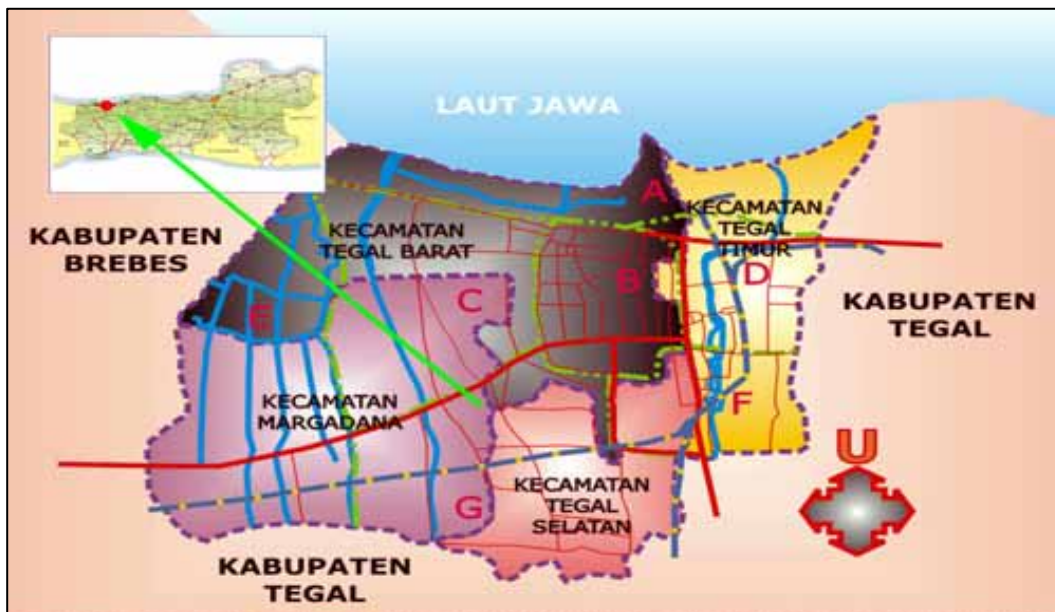 LAUT JAWA
A
KECAMATAN
TEGAL
TIMUR
KECAMATAN
TEGAL BARAT
KABUPATEN
BREBES
B
D
C
KABUPATEN
TEGAL
E
KECAMATAN
MARGADANA
F
U
G
KECAMATAN
TEGAL
SELATAN
KABUPATEN
TEGAL